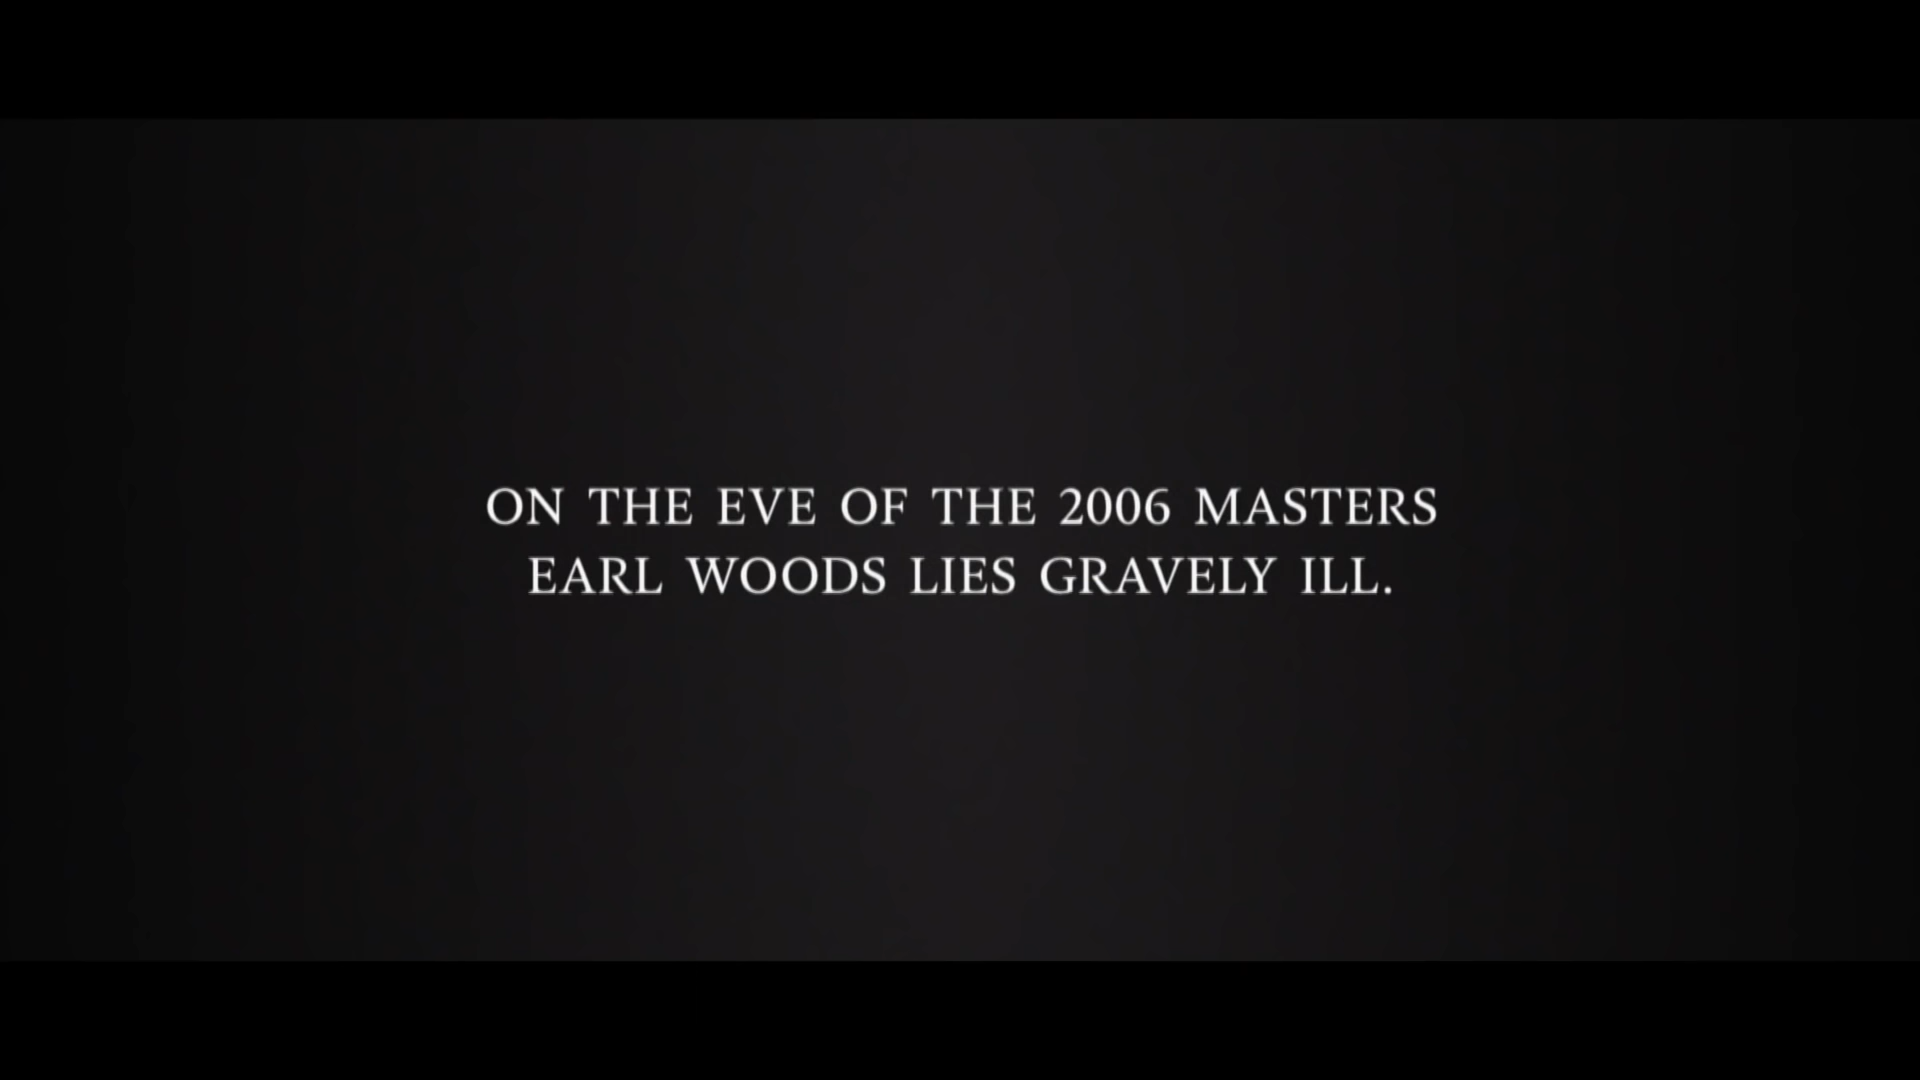 ON THE EVE OF THE 2006 MASTERS
EARL WOODS LIES GRAVELY ILL.